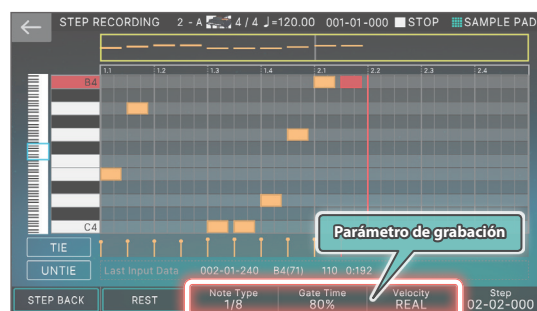 STEP RECORDING 2 - A 4 / 4 ♩=120.00 001-01-000 STOP SAMPLE PAD
1.1 1.2 1.3 1.4 2.1 2.2 2.3 2.4
B4
C4
Parámetro de grabación
TIE
UNTIE Last Input Data 002-01-240 B4(71) 110 0:192
STEP BACK REST Note Type Gate Time Velocity Step
1/8 80% REAL 02-02-000